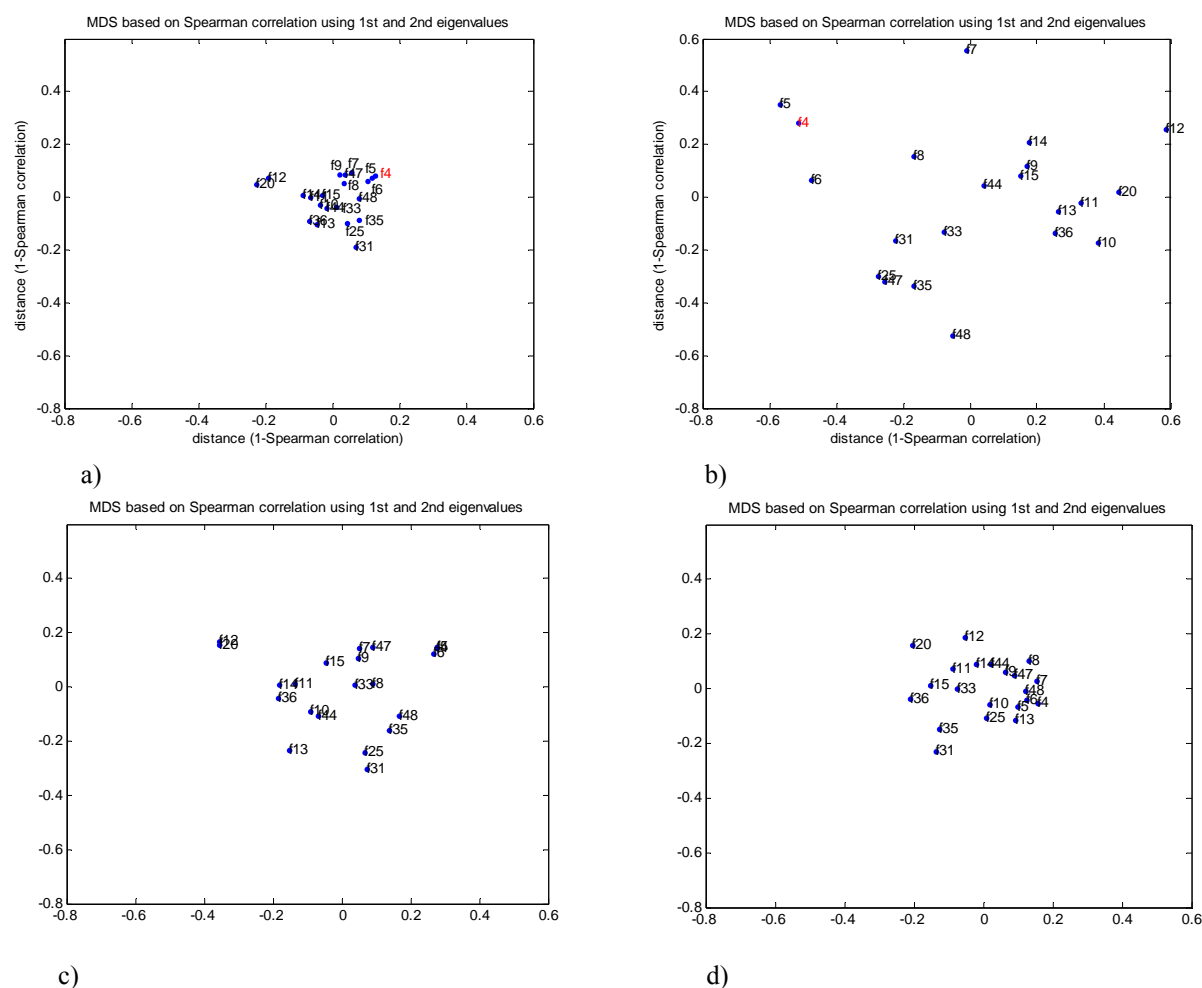 MDS based on Spearman correlation using 1st and 2nd eigenvalues
distance (1-Spearman correlation)
0.4
0.2
0
-0.2
-0.4
-0.6
-0.8
f9 f7
f47 f5 f4
f12
f20 f8 f6
f14 f15 f48
f33
f36 f13 f35
f25
f31
-0.8 -0.6 -0.4 -0.2 0 0.2 0.4 0.6
distance (1-Spearman correlation)
a)
MDS based on Spearman correlation using 1st and 2nd eigenvalues
distance (1-Spearman correlation)
0.6
0.4
0.2
0
-0.2
-0.4
-0.6
-0.8
f7
f5
f4
f12
f14
f8
f9
f6 f15
f44
f20
f11
f13
f33 f36
f31 f10
f25
f47 f35
f48
-0.8 -0.6 -0.4 -0.2 0 0.2 0.4 0.6
distance (1-Spearman correlation)
b)
MDS based on Spearman correlation using 1st and 2nd eigenvalues
0.4
0.2
0
-0.2
-0.4
-0.6
-0.8
f12
f20
f7 f47
f15 f9 f6
f14 f11 f33 f8
f36
f10 f44 f48
f35
f13 f25
f31
-0.8 -0.6 -0.4 -0.2 0 0.2 0.4 0.6
c)
MDS based on Spearman correlation using 1st and 2nd eigenvalues
0.4
0.2
0
-0.2
-0.4
-0.6
-0.8
f12
f20
f11 f14 f44 f8
f9 f47 f7
f15 f33 f48
f36 f10 f5 f6 f4
f25 f13
f35
f31
-0.8 -0.6 -0.4 -0.2 0 0.2 0.4 0.6
d)